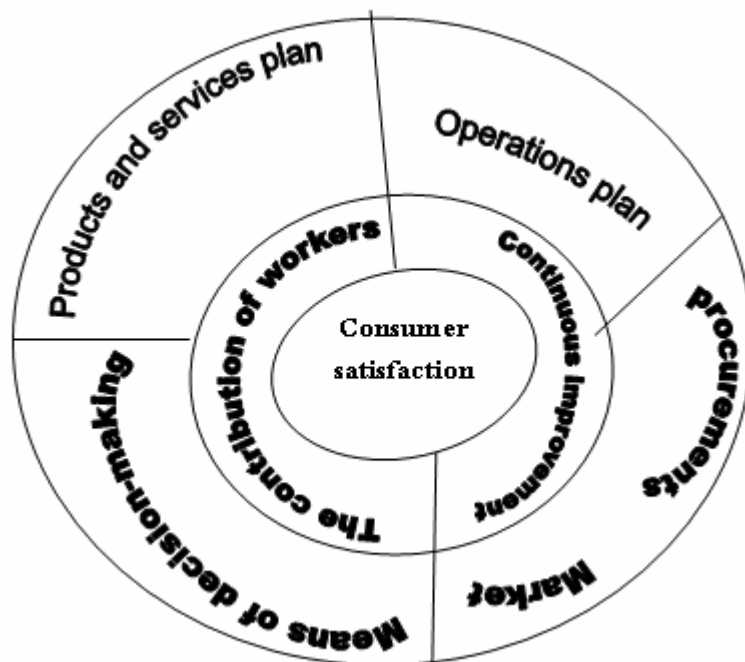 Products and services plan
Operations plan
procurements
Market
Means of decision-making
The contribution of workers
Continuous improvement
Consumer
satisfaction